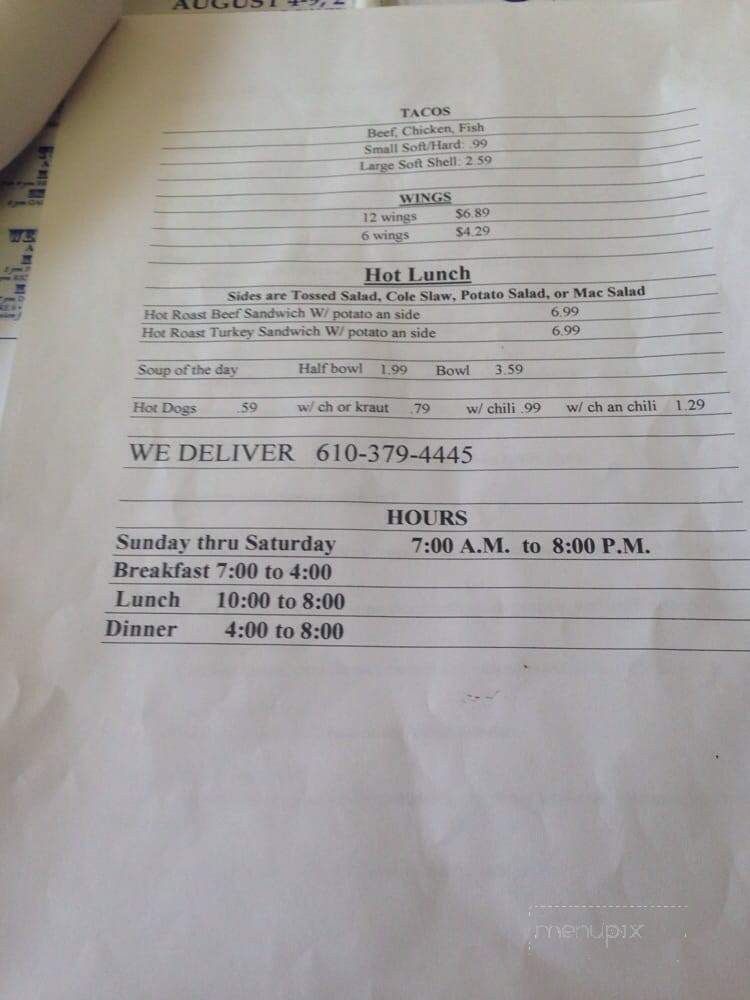 AUGUST 4-9, 2
TACOS
Beef, Chicken, Fish
Small Soft/Hard: .99
Large Soft Shell: 2.59
WINGS
12 wings $6.89
6 wings $4.29
Hot Lunch
Sides are Tossed Salad, Cole Slaw, Potato Salad, or Mac Salad
Hot Roast Beef Sandwich W/ potato an side 6.99
Hot Roast Turkey Sandwich W/ potato an side 6.99
Soup of the day Half bowl 1.99 Bowl 3.59
Hot Dogs .59 w/ ch or kraut .79 w/ chili .99 w/ ch an chili 1.29
WE DELIVER 610-379-4445
HOURS
Sunday thru Saturday 7:00 A.M. to 8:00 P.M.
Breakfast 7:00 to 4:00
Lunch 10:00 to 8:00
Dinner 4:00 to 8:00
menupix